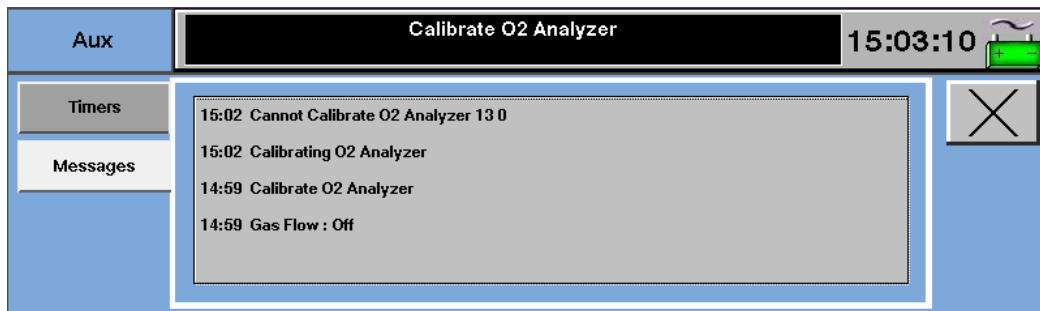 Aux
Calibrate O2 Analyzer
15:03:10
+ -
Timers
Messages
15:02 Cannot Calibrate O2 Analyzer 13 0
15:02 Calibrating O2 Analyzer
14:59 Calibrate O2 Analyzer
14:59 Gas Flow : Off